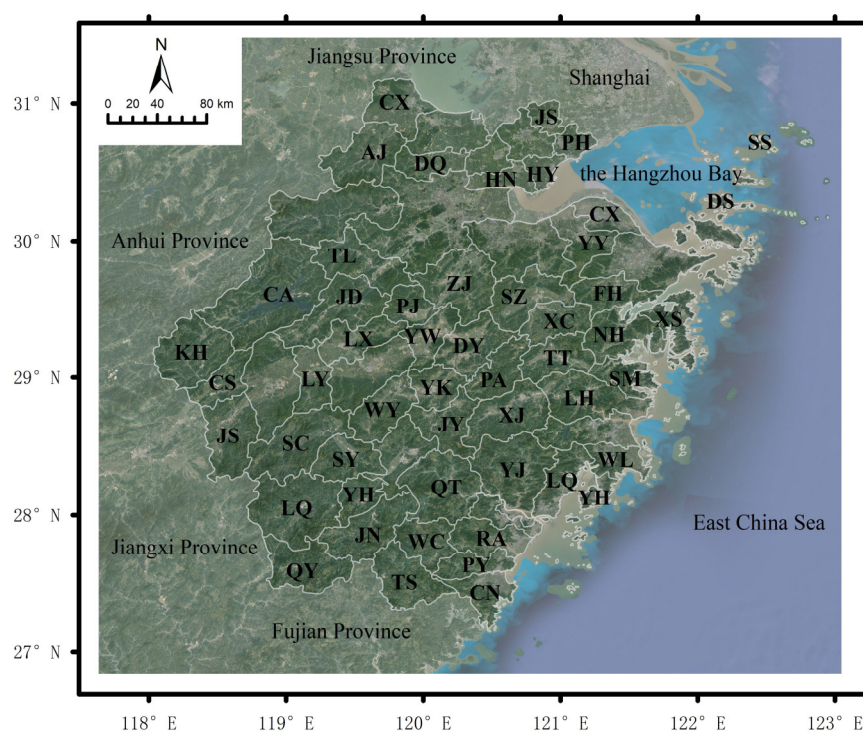 N
0 20 40 80 km
Jiangsu Province
Shanghai
31° N
CX
JS
PH
SS
AJ
DQ
HN
HY
the Hangzhou Bay
DS
CX
30° N
Anhui Province
YY
TL
CA
JD
ZJ
SZ
FH
PJ
XC
XS
LX
YW
DY
NH
KH
TT
29° N
CS
LY
YK
PA
SM
WY
LH
JY
XJ
JS
SC
SY
YJ
WL
LQ
YH
28° N
LQ
YH
QT
East China Sea
Jiangxi Province
JN
WC
RA
QY
TS
PY
CN
Fujian Province
27° N
118° E 119° E 120° E 121° E 122° E 123° E